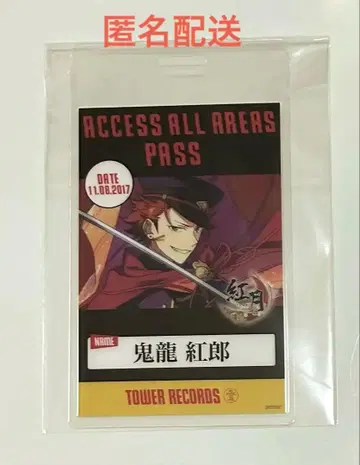 匿名配送
ACCESS ALL AREAS
PASS
DATE
11.08.2017
紅月
NAME
鬼龍 紅郎
TOWER RECORDS